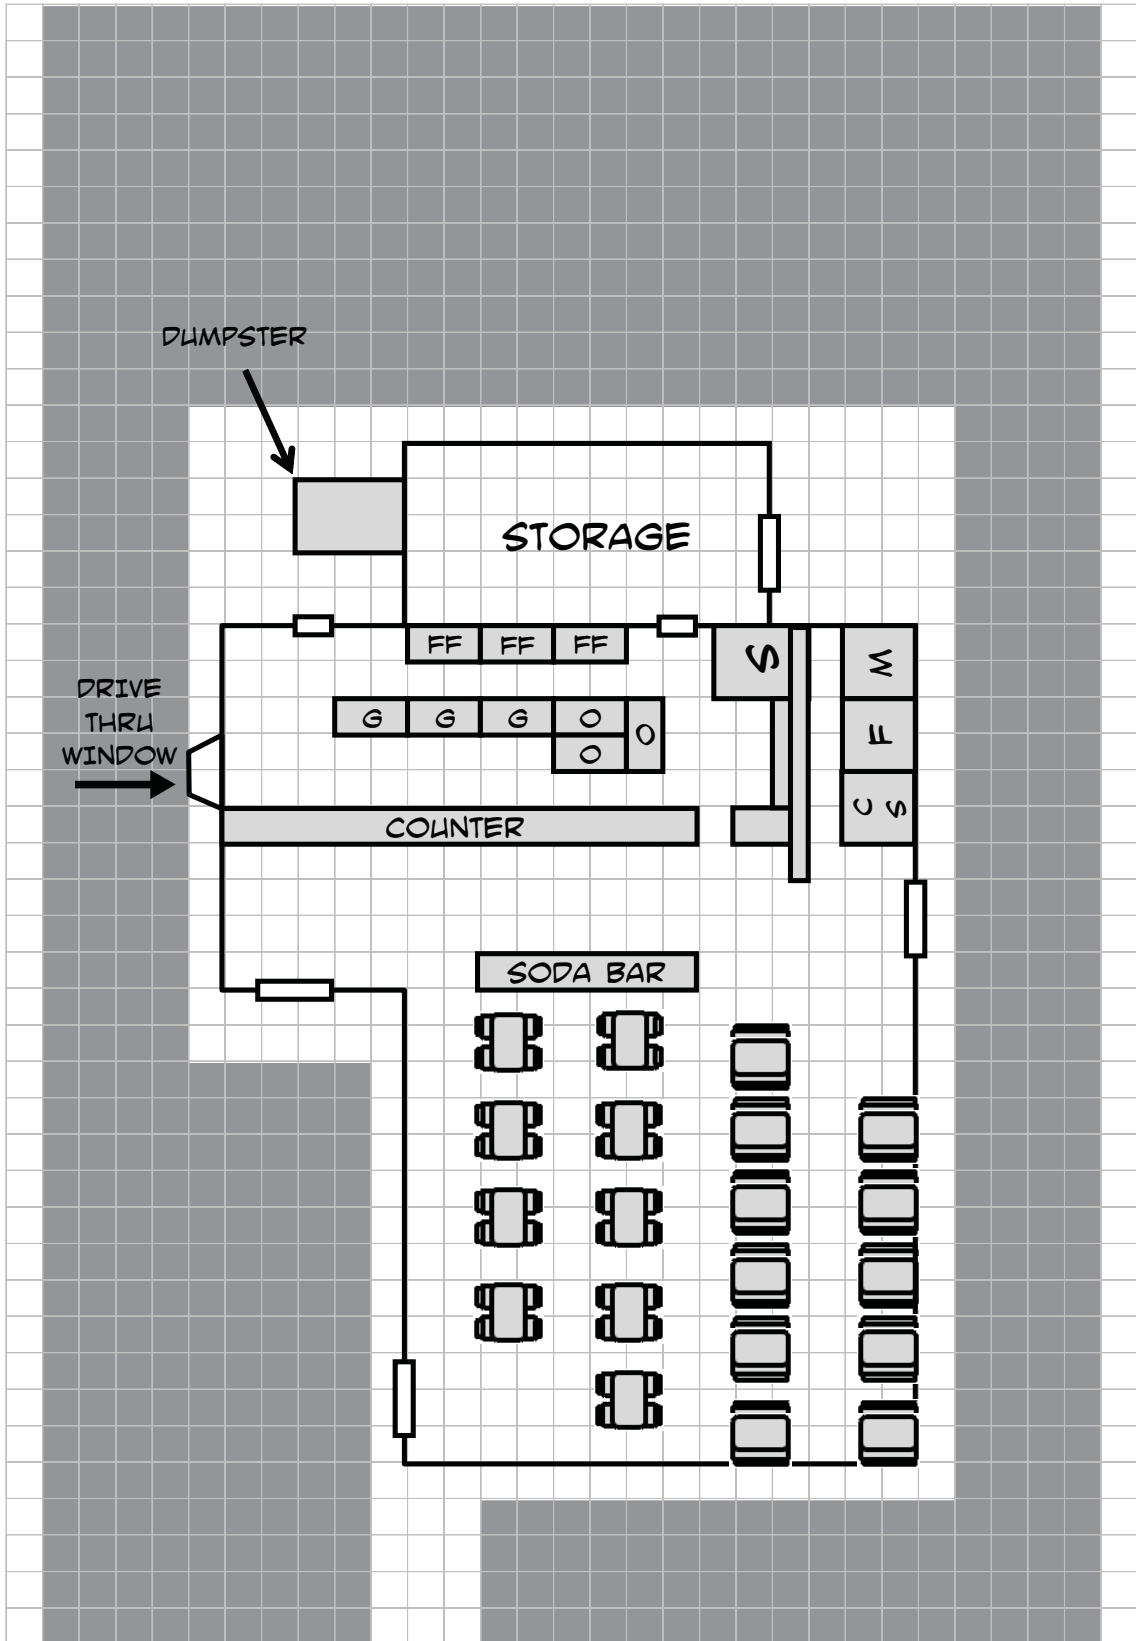 DUMPSTER
STORAGE
FF FF FF
S
W
DRIVE
THRU
WINDOW
G G G O O
F
O
C S
COUNTER
SODA BAR